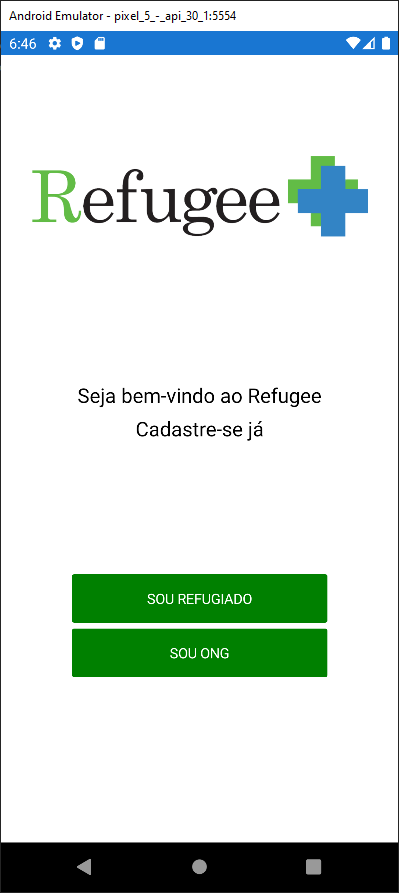 Android Emulator - pixel_5_-_api_30_1:5554
6:46
Refugee
Seja bem-vindo ao Refugee
Cadastre-se já
SOU REFUGIADO
SOU ONG